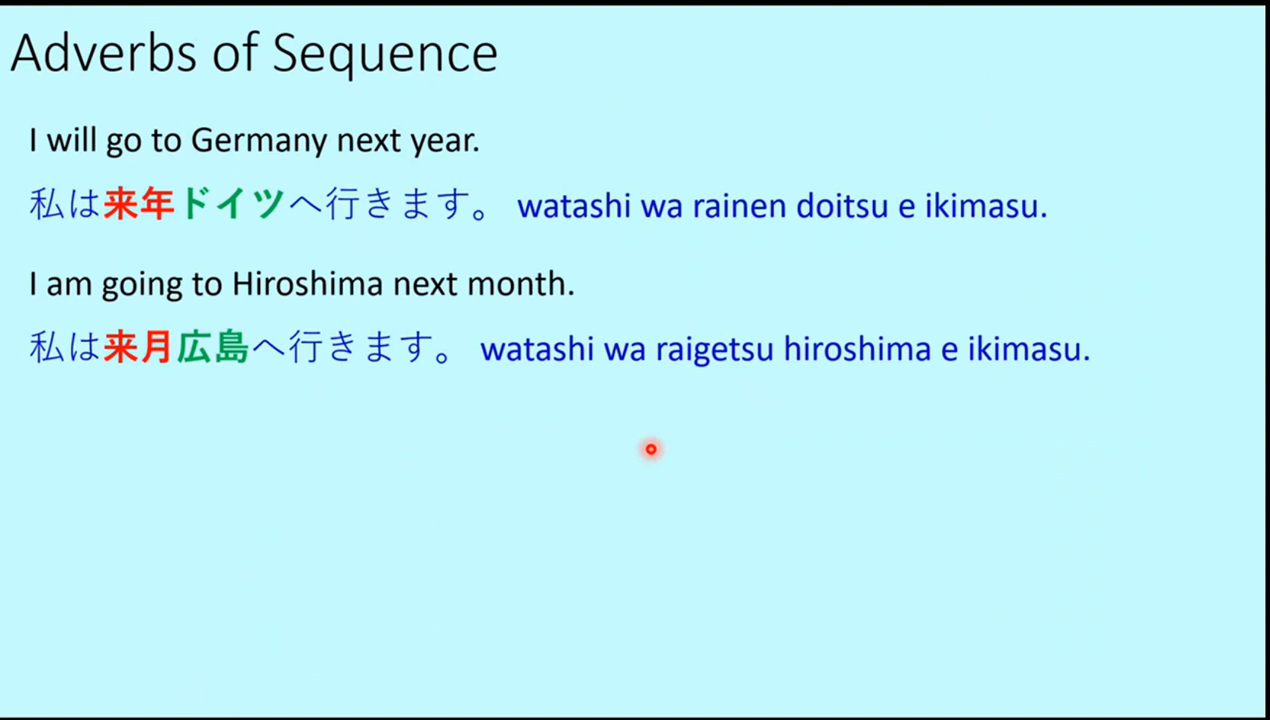 Adverbs of Sequence
I will go to Germany next year.
私は来年ドイツへ行きます。 watashi wa rainen doitsu e ikimasu.
I am going to Hiroshima next month.
私は来月広島へ行きます。 watashi wa raigetsu hiroshima e ikimasu.